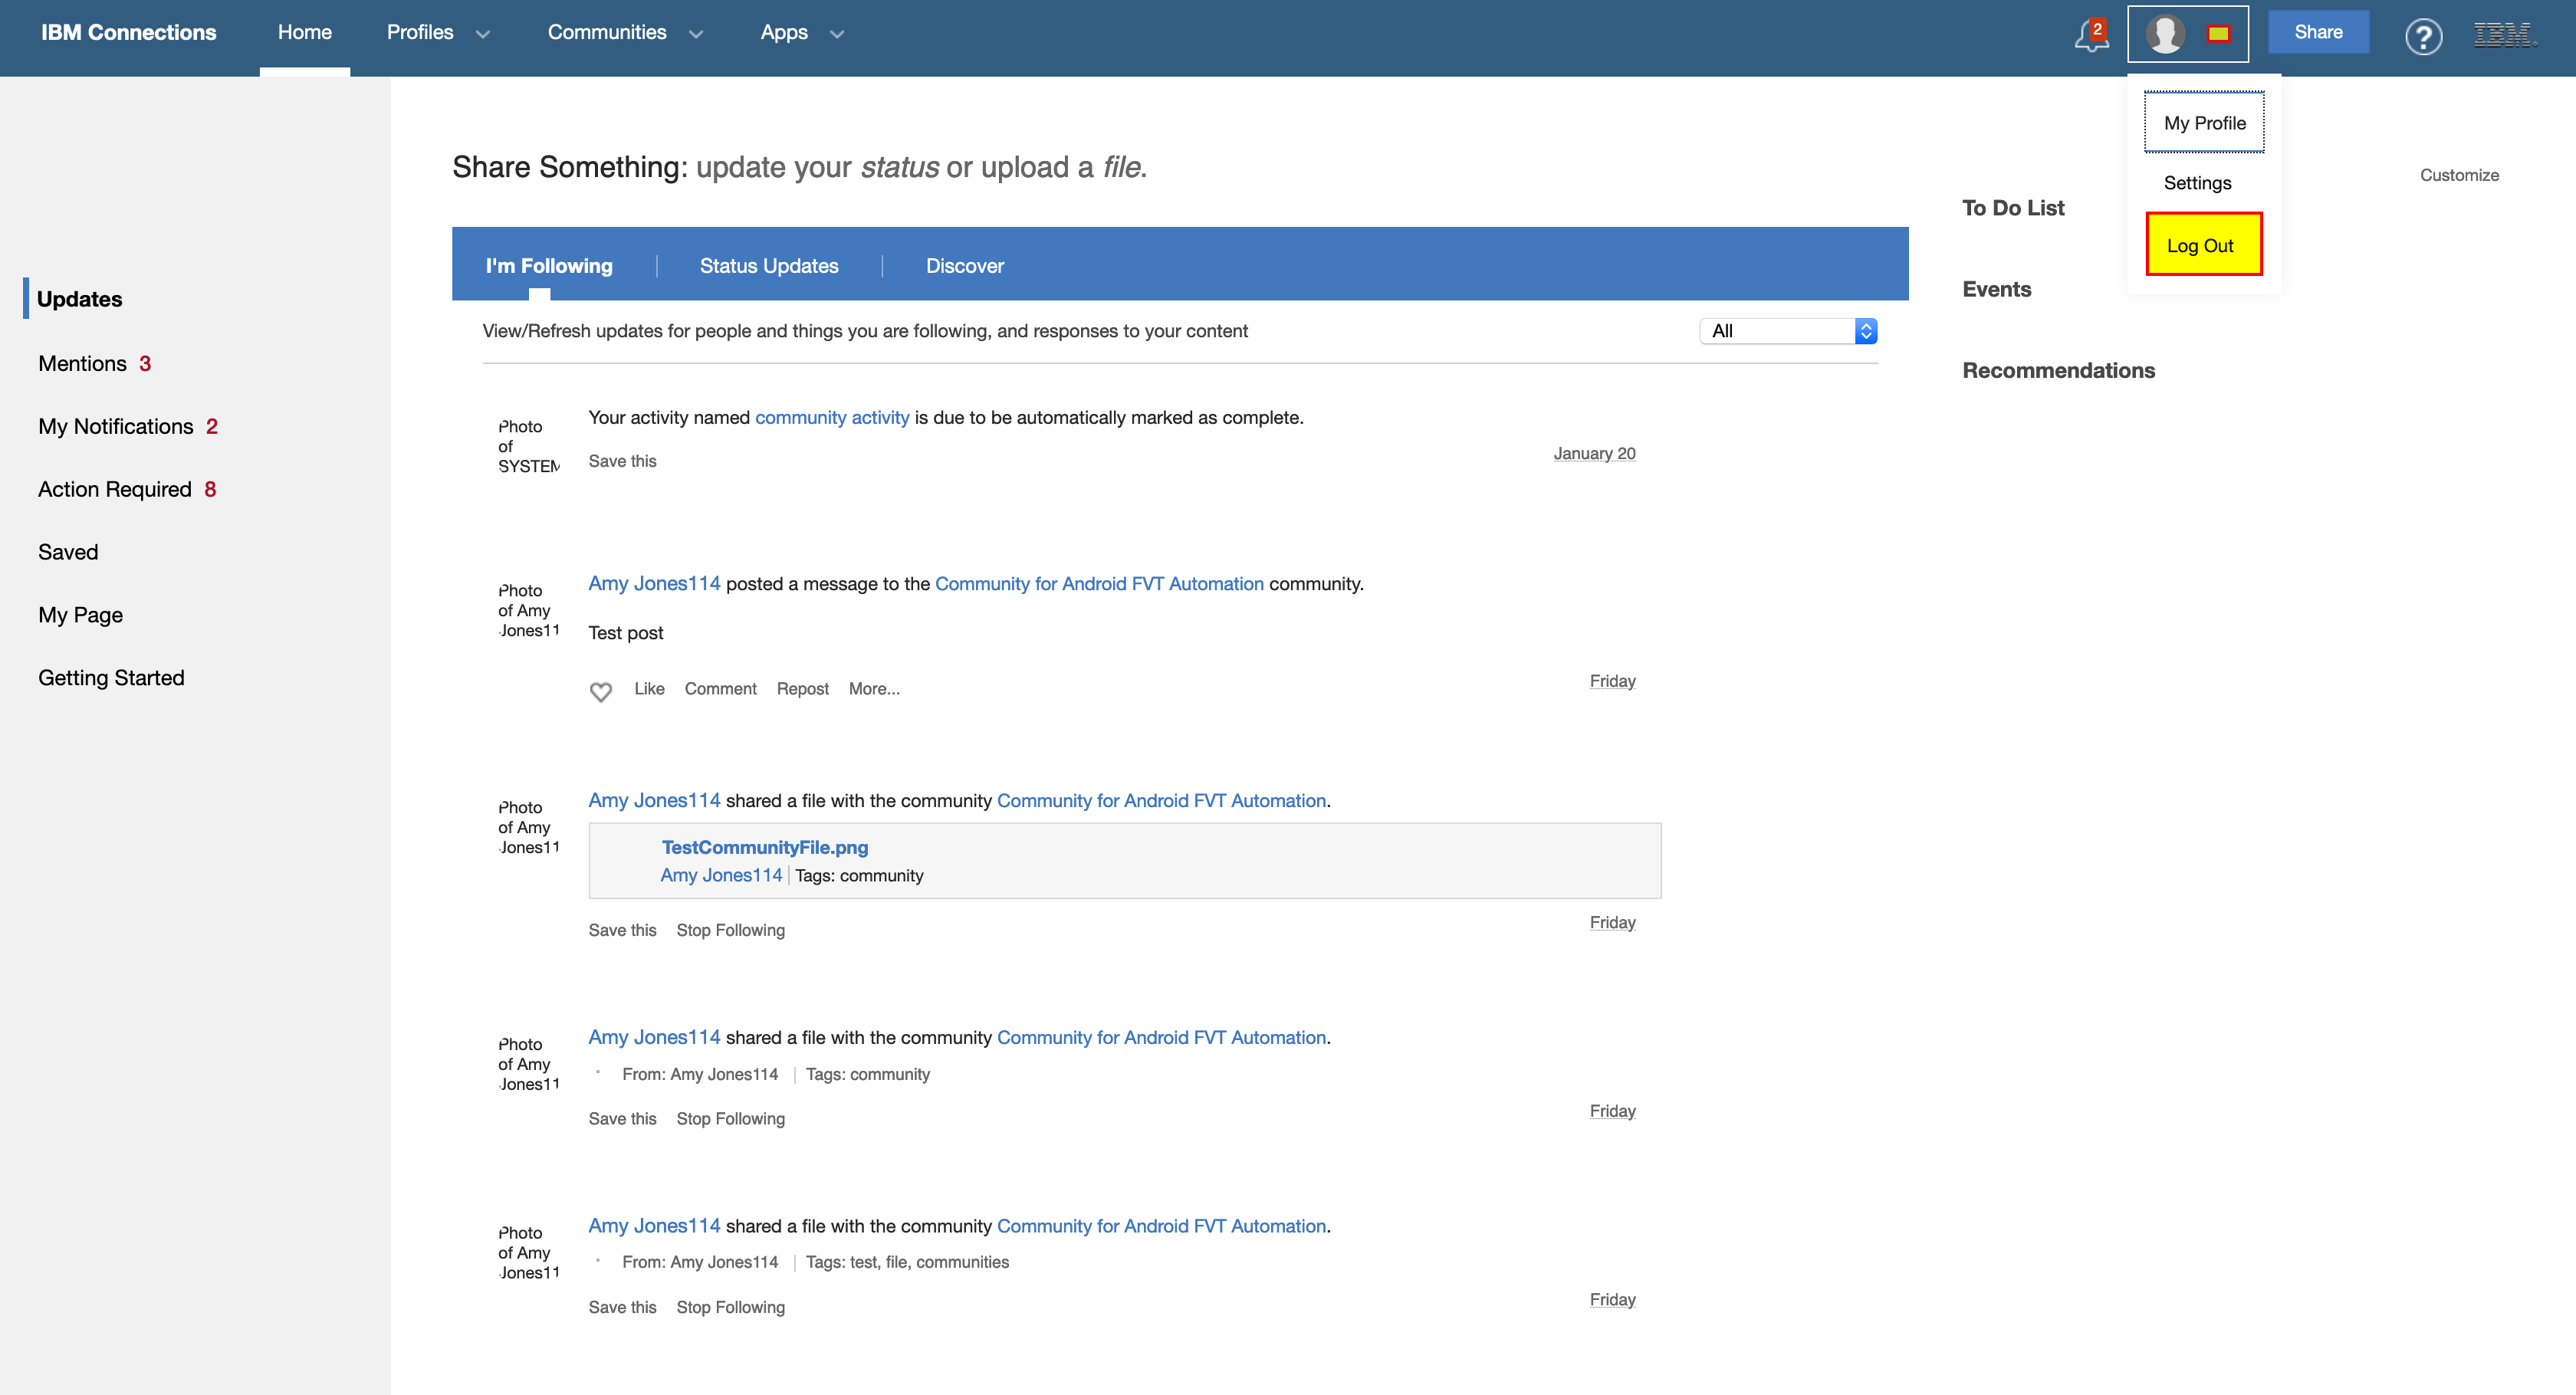 IBM Connections Home Profiles Communities Apps 2 Share ? IBM
My Profile
Settings
Log Out
Customize
Updates
Mentions 3
My Notifications 2
Action Required 8
Saved
My Page
Getting Started
Share Something: update your status or upload a file.
I'm Following | Status Updates | Discover
View/Refresh updates for people and things you are following, and responses to your content All
Photo
of
SYSTEM
Your activity named community activity is due to be automatically marked as complete.
Save this January 20
Photo
of Amy
Jones11
Amy Jones114 posted a message to the Community for Android FVT Automation community.
Test post
Like Comment Repost More... Friday
Photo
of Amy
Jones11
Amy Jones114 shared a file with the community Community for Android FVT Automation.
TestCommunityFile.png
Amy Jones114 | Tags: community
Save this Stop Following Friday
Photo
of Amy
Jones11
Amy Jones114 shared a file with the community Community for Android FVT Automation.
From: Amy Jones114 | Tags: community
Save this Stop Following Friday
Photo
of Amy
Jones11
Amy Jones114 shared a file with the community Community for Android FVT Automation.
From: Amy Jones114 | Tags: test, file, communities
Save this Stop Following Friday
To Do List
Events
Recommendations